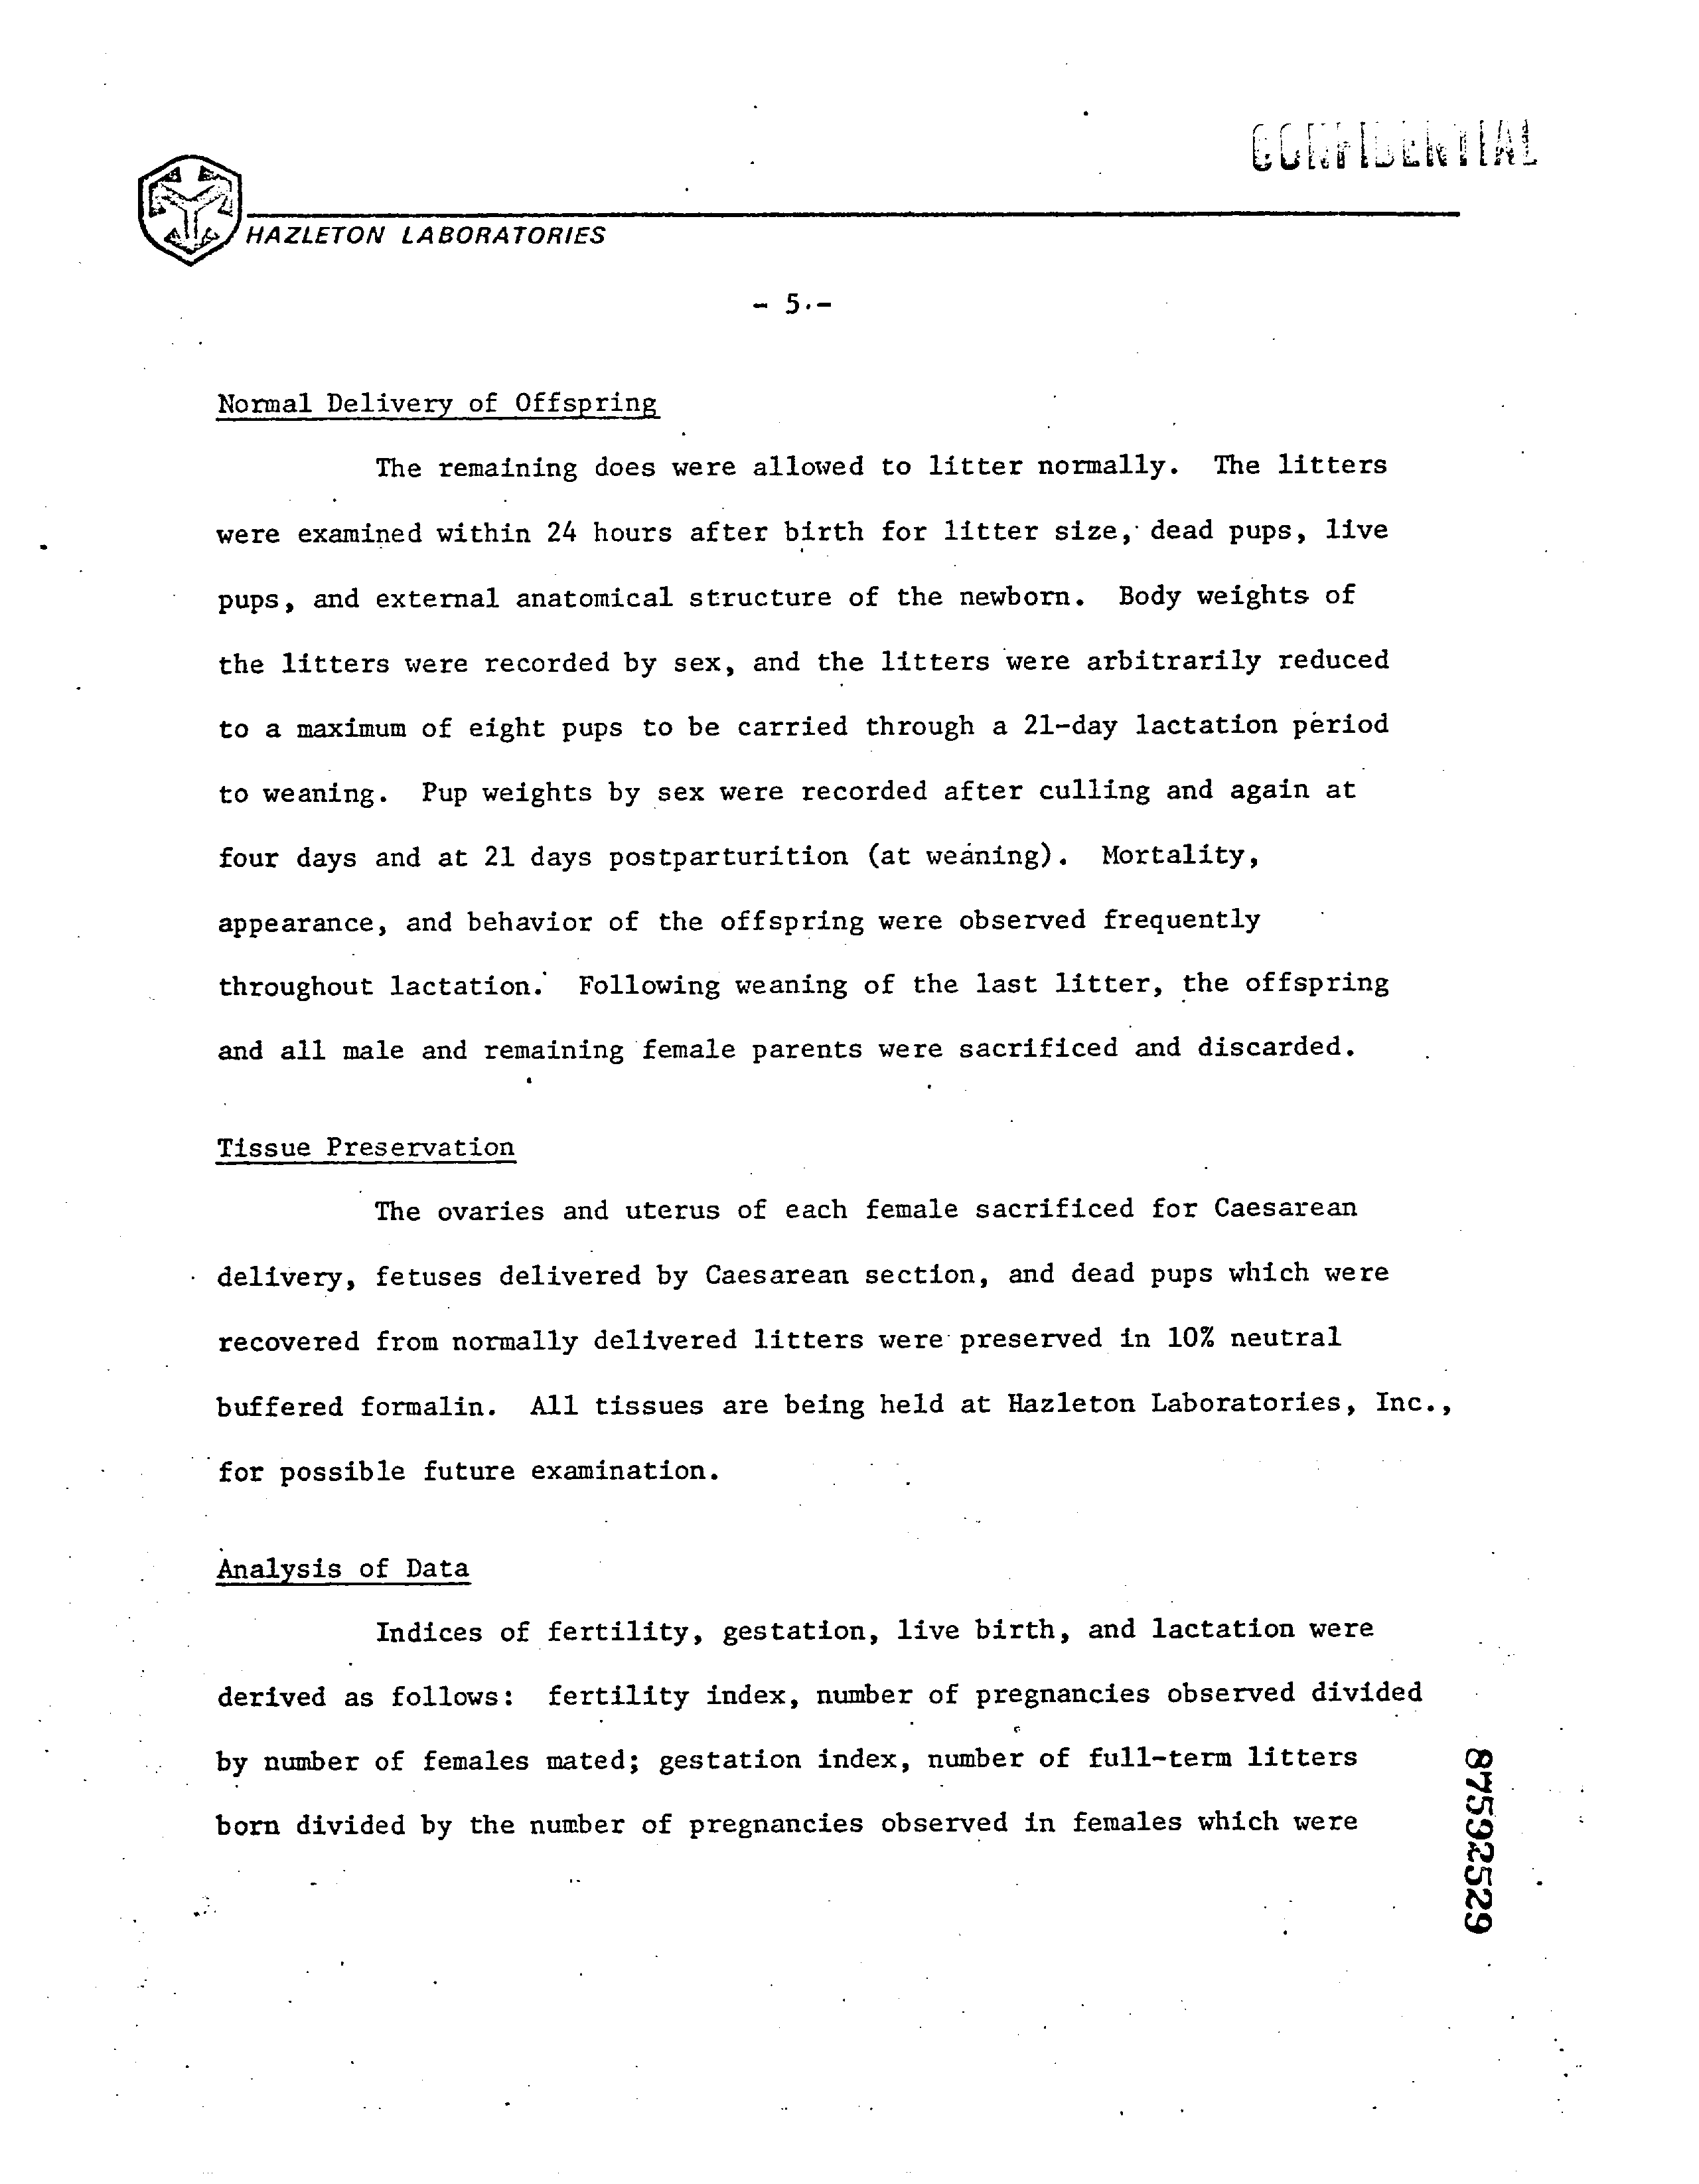 CONFIDENTIAL
HAZLETON LABORATORIES
- 5 -
Normal Delivery of Offspring
The remaining does were allowed to litter normally. The litters
were examined within 24 hours after birth for litter size, dead pups, live
pups, and external anatomical structure of the newborn. Body weights of
the litters were recorded by sex, and the litters were arbitrarily reduced
to a maximum of eight pups to be carried through a 21-day lactation period
to weaning. Pup weights by sex were recorded after culling and again at
four days and at 21 days postparturition (at weaning). Mortality,
appearance, and behavior of the offspring were observed frequently
throughout lactation. Following weaning of the last litter, the offspring
and all male and remaining female parents were sacrificed and discarded.
Tissue Preservation
The ovaries and uterus of each female sacrificed for Caesarean
delivery, fetuses delivered by Caesarean section, and dead pups which were
recovered from normally delivered litters were preserved in 10% neutral
buffered formalin. All tissues are being held at Hazleton Laboratories, Inc.,
for possible future examination.
Analysis of Data
Indices of fertility, gestation, live birth, and lactation were
derived as follows: fertility index, number of pregnancies observed divided
by number of females mated; gestation index, number of full-term litters
born divided by the number of pregnancies observed in females which were
87592529